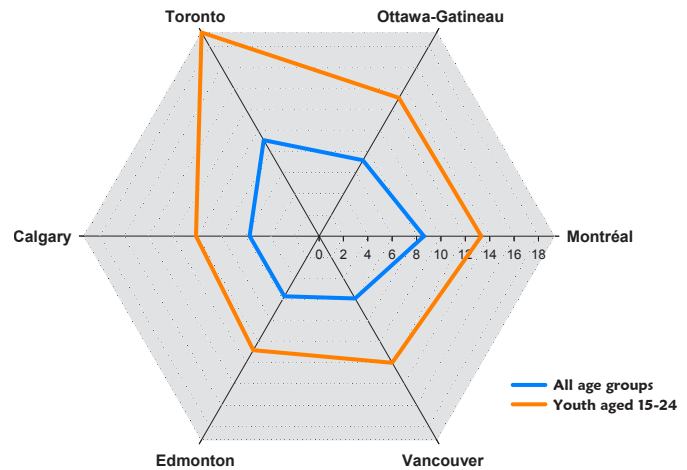 Toronto
Ottawa-Gatineau
Calgary
Montréal
0 2 4 6 8 10 12 14 16 18
All age groups
Youth aged 15-24
Edmonton
Vancouver